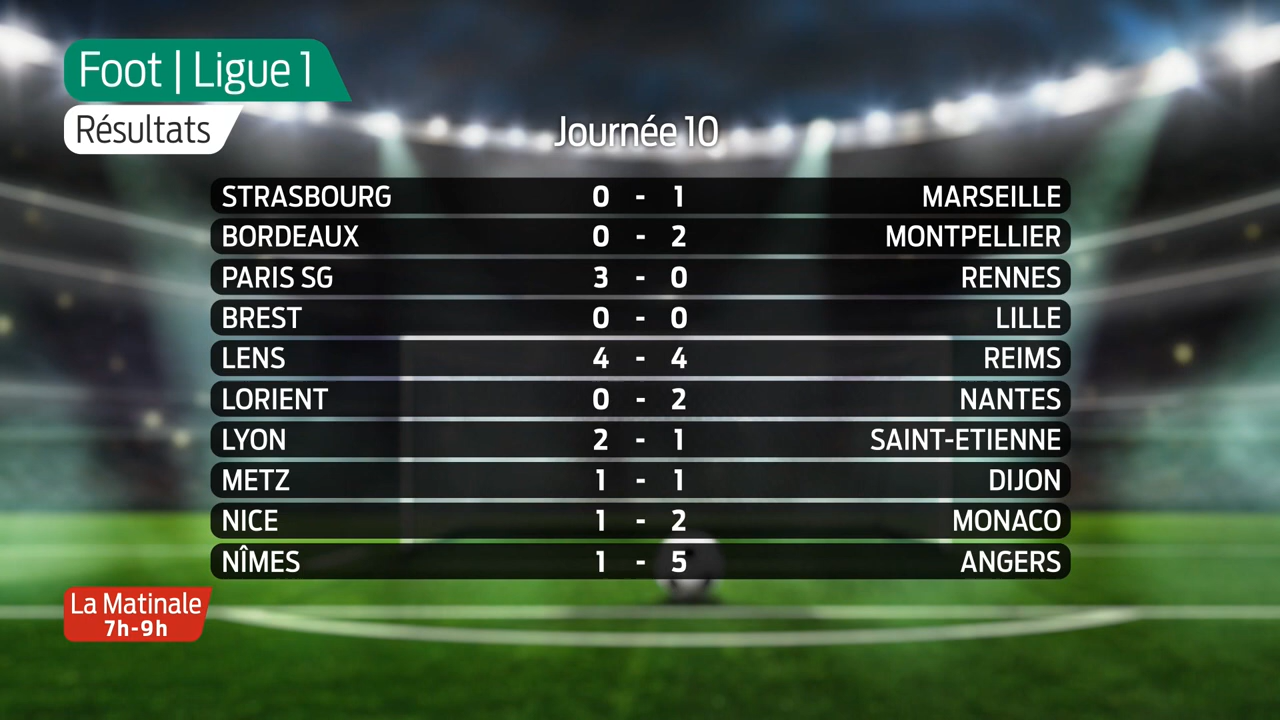 Foot | Ligue 1
Résultats
Journée 10
STRASBOURG 0 - 1 MARSEILLE
BORDEAUX 0 - 2 MONTPELLIER
PARIS SG 3 - 0 RENNES
BREST 0 - 0 LILLE
LENS 4 - 4 REIMS
LORIENT 0 - 2 NANTES
LYON 2 - 1 SAINT-ETIENNE
METZ 1 - 1 DIJON
NICE 1 - 2 MONACO
NÎMES 1 - 5 ANGERS
La Matinale
7h-9h